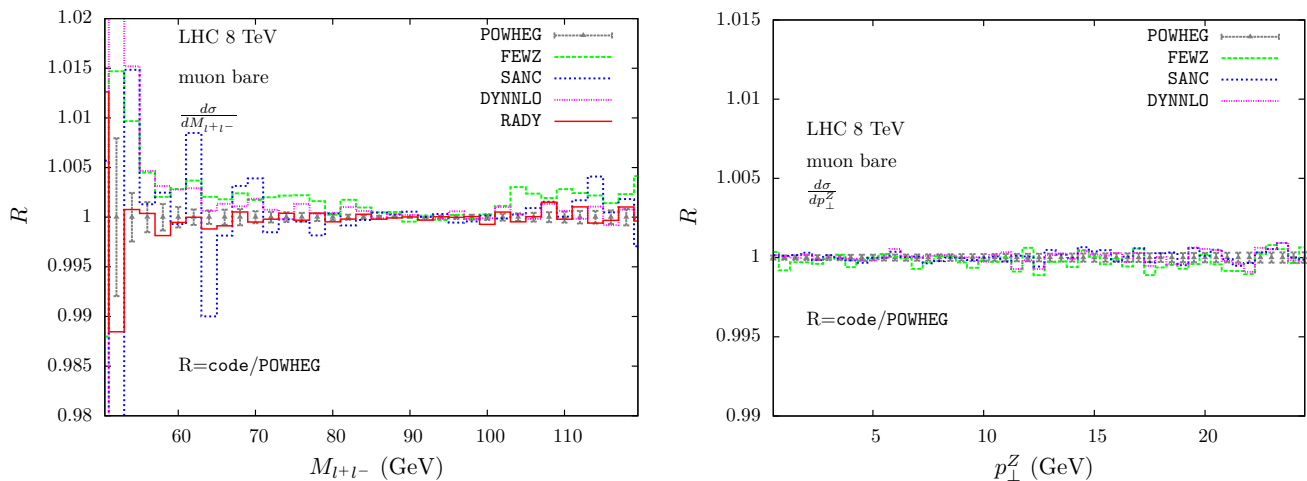 1.02
1.015
1.01
1.005
1
0.995
0.99
0.985
0.98
R
LHC 8 TeV
muon bare
dσ
dM_{l+l−}
POWHEG
FEWZ
SANC
DYNNLO
RADY
R=code/POWHEG
60 70 80 90 100 110
M_{l+l−} (GeV)
1.015
1.01
1.005
1
0.995
0.99
R
POWHEG
FEWZ
SANC
DYNNLO
LHC 8 TeV
muon bare
dσ
dp_⊥^Z
R=code/POWHEG
5 10 15 20
p_⊥^Z (GeV)